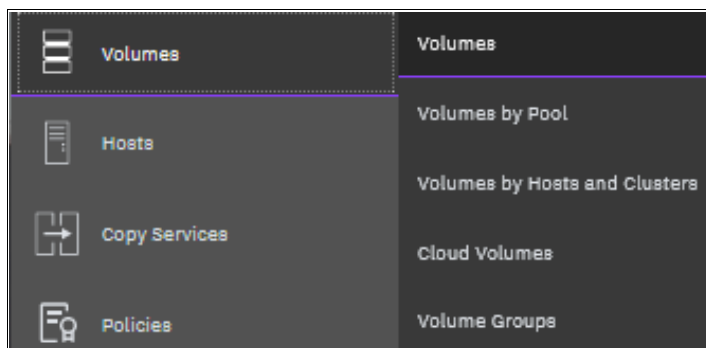 Volumes
Hosts
Copy Services
Policies
Volumes
Volumes by Pool
Volumes by Hosts and Clusters
Cloud Volumes
Volume Groups